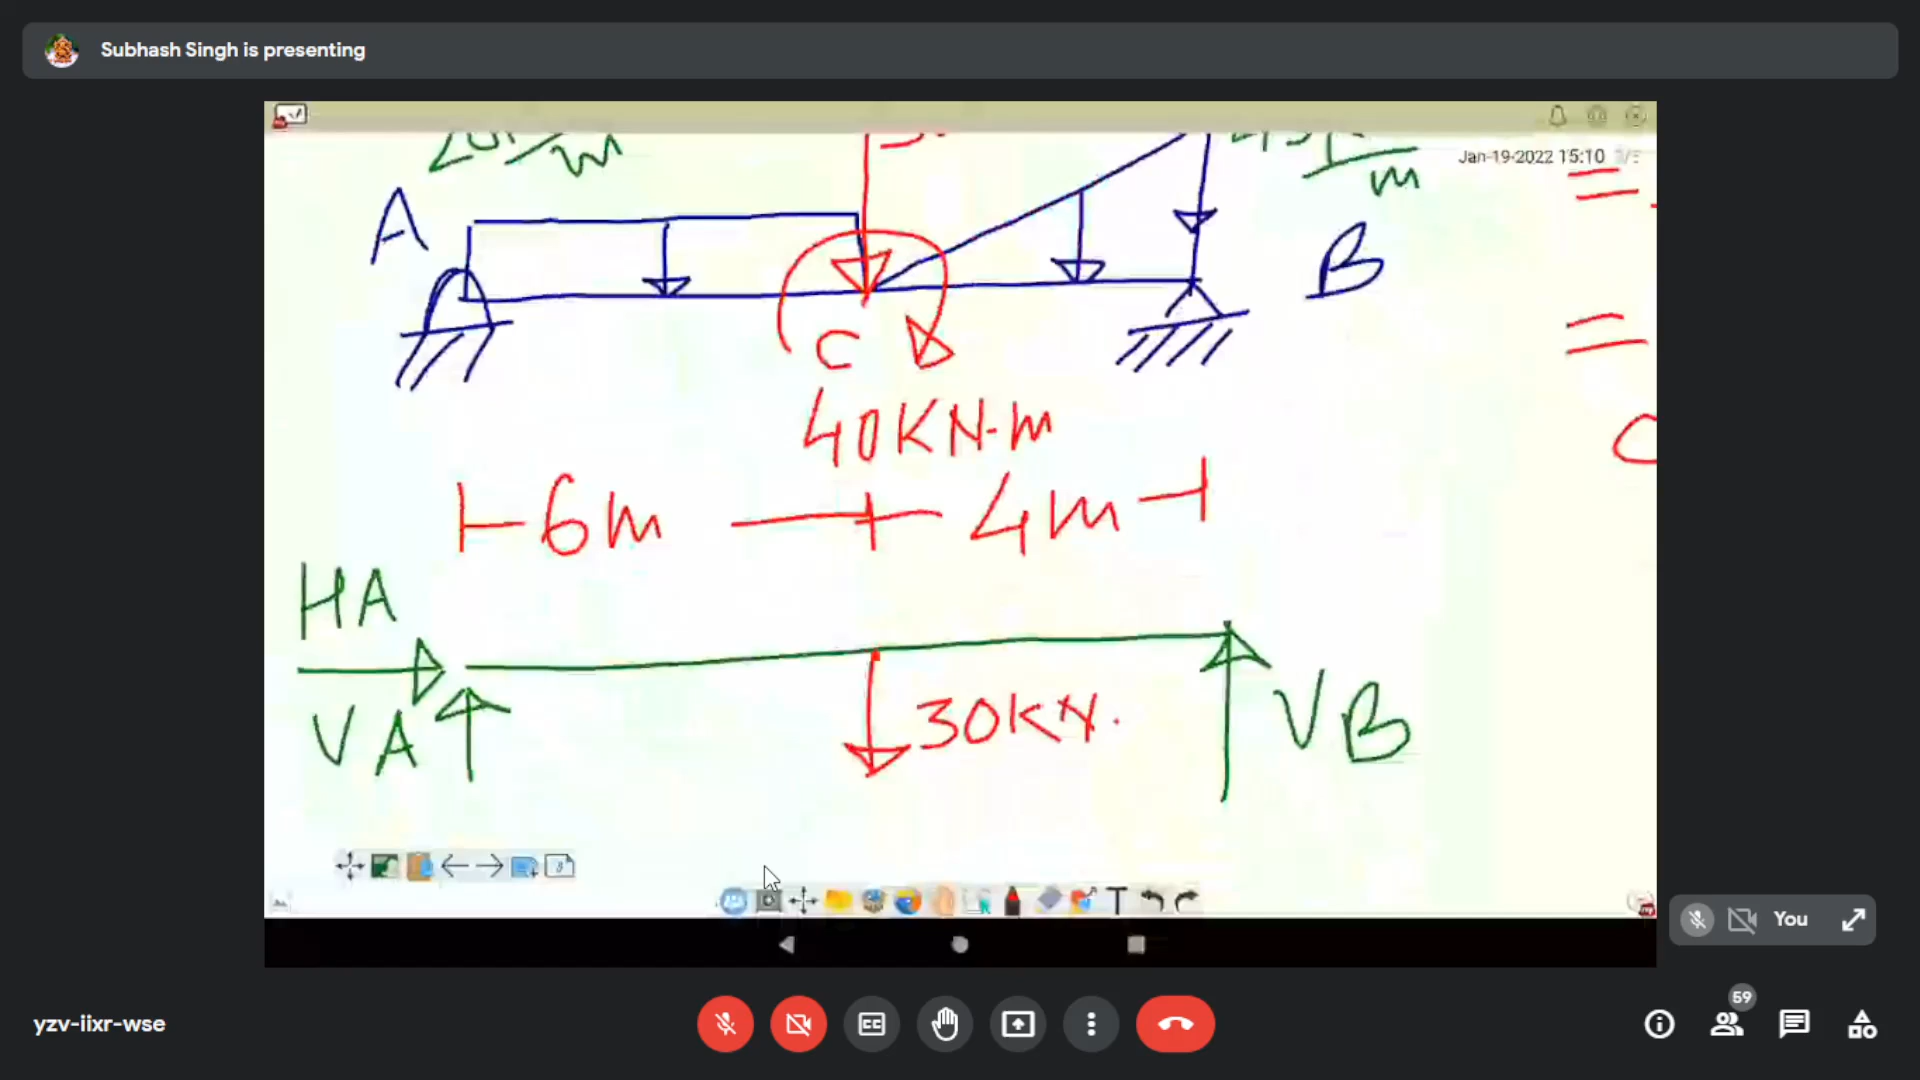 Subhash Singh is presenting
Jan-19-2022 15:10
m
m
A
B
C
40KN.m
6m
4m
HA
VA
30KN.
VB
You
59
yzv-iixr-wse
CC
T